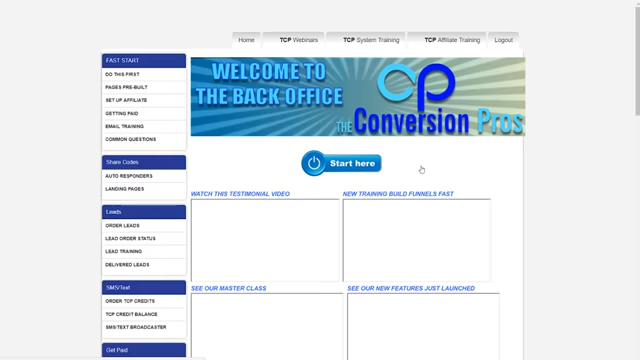 Home TCP Webinars TCP System Training TCP Affiliate Training Logout
FAST START
DO THIS FIRST
PAGES PRE-BUILT
SET UP AFFILIATE
GETTING PAID
EMAIL TRAINING
COMMON QUESTIONS
Share Codes
AUTO RESPONDERS
LANDING PAGES
Leads
ORDER LEADS
LEAD ORDER STATUS
LEAD TRAINING
DELIVERED LEADS
SMS/Text
ORDER TCP CREDITS
TCP CREDIT BALANCE
SMS/TEXT BROADCASTER
Get Paid
WELCOME TO
THE BACK OFFICE
cp
THE Conversion Pros
Start here
WATCH THIS TESTIMONIAL VIDEO NEW TRAINING BUILD FUNNELS FAST
SEE OUR MASTER CLASS SEE OUR NEW FEATURES JUST LAUNCHED